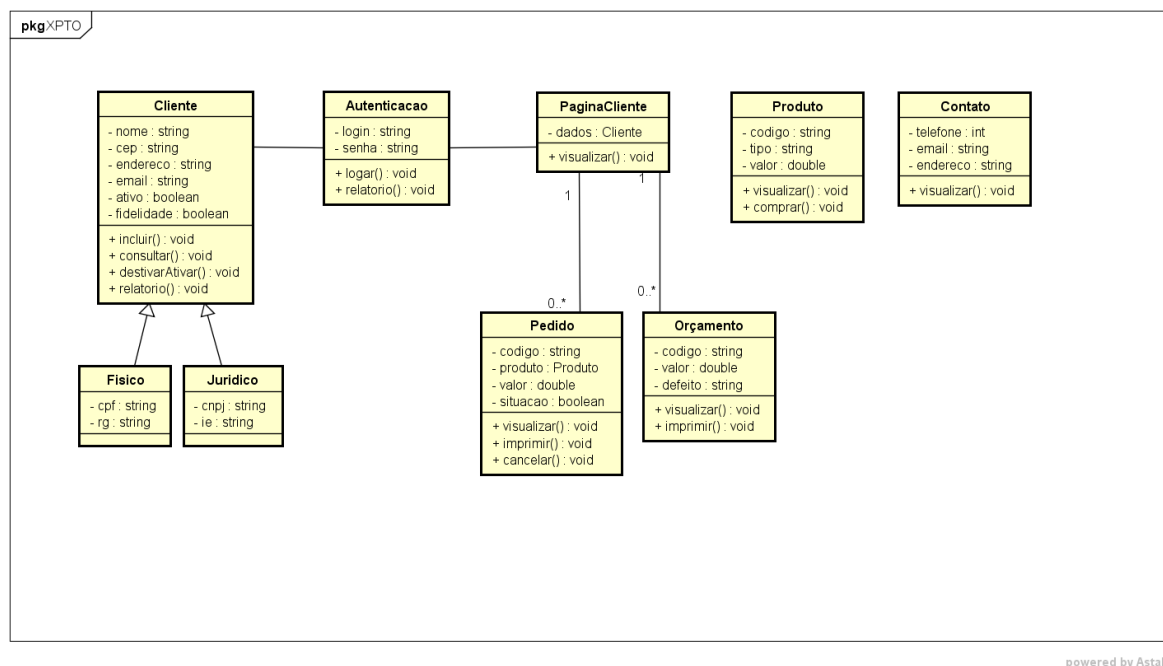 pkg XPTO
Cliente
- nome : string
- cep : string
- endereco : string
- email : string
- ativo : boolean
- fidelidade : boolean
+ incluir() : void
+ consultar() : void
+ destivarAtivar() : void
+ relatorio() : void
Autenticacao
- login : string
- senha : string
+ logar() : void
+ relatorio() : void
PaginaCliente
- dados : Cliente
+ visualizar() : void
Produto
- codigo : string
- tipo : string
- valor : double
+ visualizar() : void
+ comprar() : void
Contato
- telefone : int
- email : string
- endereco : string
+ visualizar() : void
1
1
0..*
0..*
Fisico
- cpf : string
- rg : string
Juridico
- cnpj : string
- ie : string
Pedido
- codigo : string
- produto : Produto
- valor : double
- situacao : boolean
+ visualizar() : void
+ imprimir() : void
+ cancelar() : void
Orçamento
- codigo : string
- valor : double
- defeito : string
+ visualizar() : void
+ imprimir() : void
powered by